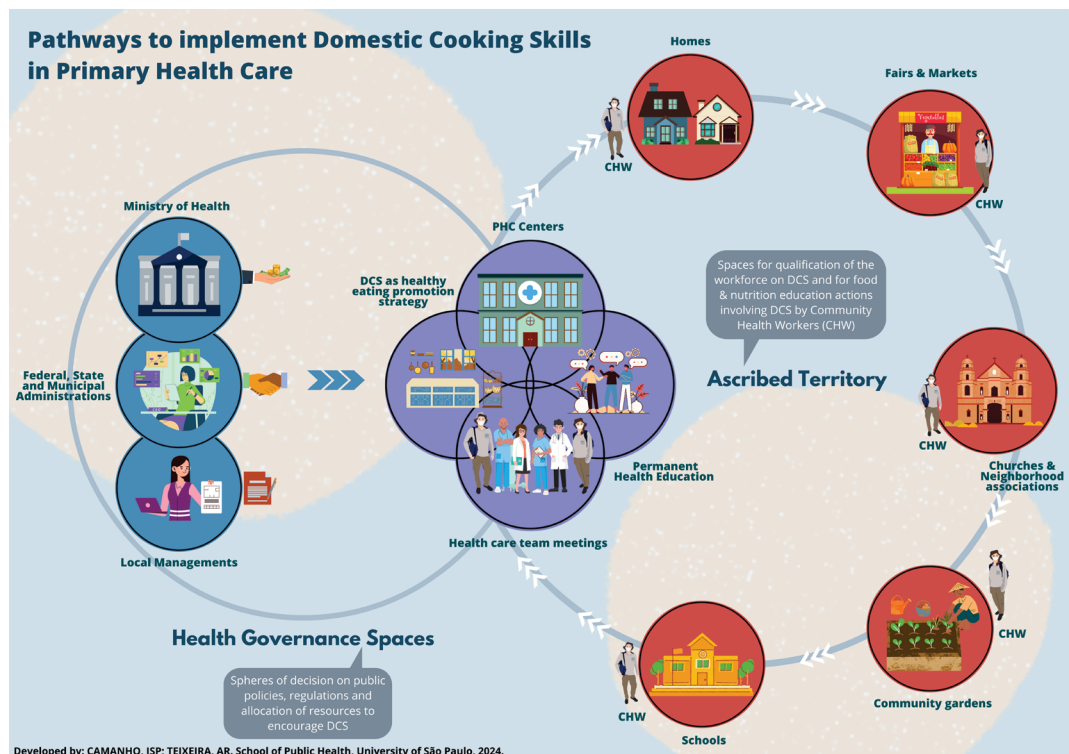 Pathways to implement Domestic Cooking Skills
in Primary Health Care
Homes
Fairs & Markets
Vegetables
CHW
CHW
Ministry of Health
PHC Centers
DCS as healthy
eating promotion
strategy
Spaces for qualification of the
workforce on DCS and for food
& nutrition education actions
involving DCS by Community
Health Workers (CHW)
Federal, State
and Municipal
Administrations
Ascribed Territory
CHW
Churches &
Neighborhood
associations
Permanent
Health Education
Health care team meetings
Local Managements
CHW
Health Governance Spaces
Spheres of decision on public
policies, regulations and
allocation of resources to
encourage DCS
Community gardens
CHW
Schools
Developed by: CAMANHO, JSP; TEIXEIRA, AR. School of Public Health, University of São Paulo, 2024.